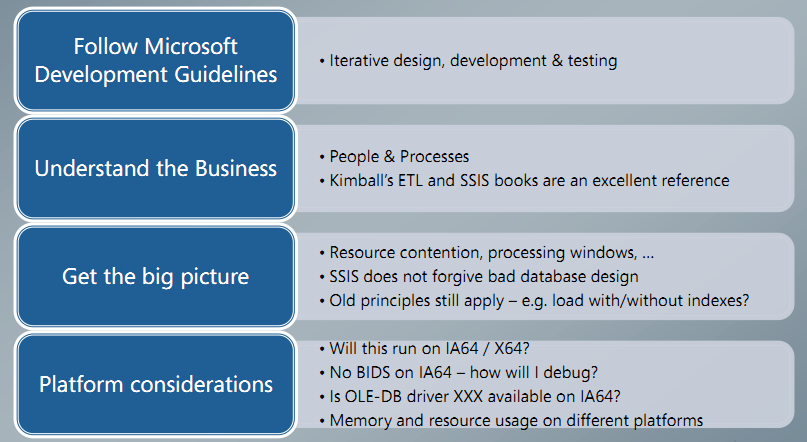 Follow Microsoft
Development Guidelines
• Iterative design, development & testing
Understand the Business
• People & Processes
• Kimball's ETL and SSIS books are an excellent reference
Get the big picture
• Resource contention, processing windows, ...
• SSIS does not forgive bad database design
• Old principles still apply – e.g. load with/without indexes?
Platform considerations
• Will this run on IA64 / X64?
• No BIDS on IA64 – how will I debug?
• Is OLE-DB driver XXX available on IA64?
• Memory and resource usage on different platforms